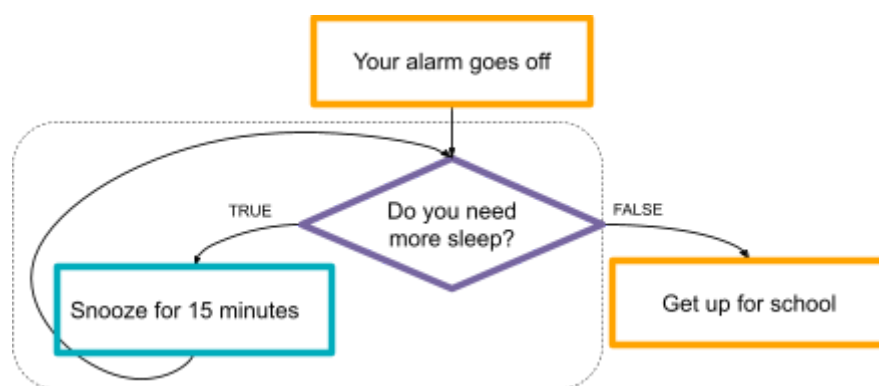 Your alarm goes off
TRUE
Do you need
more sleep?
FALSE
Snooze for 15 minutes
Get up for school